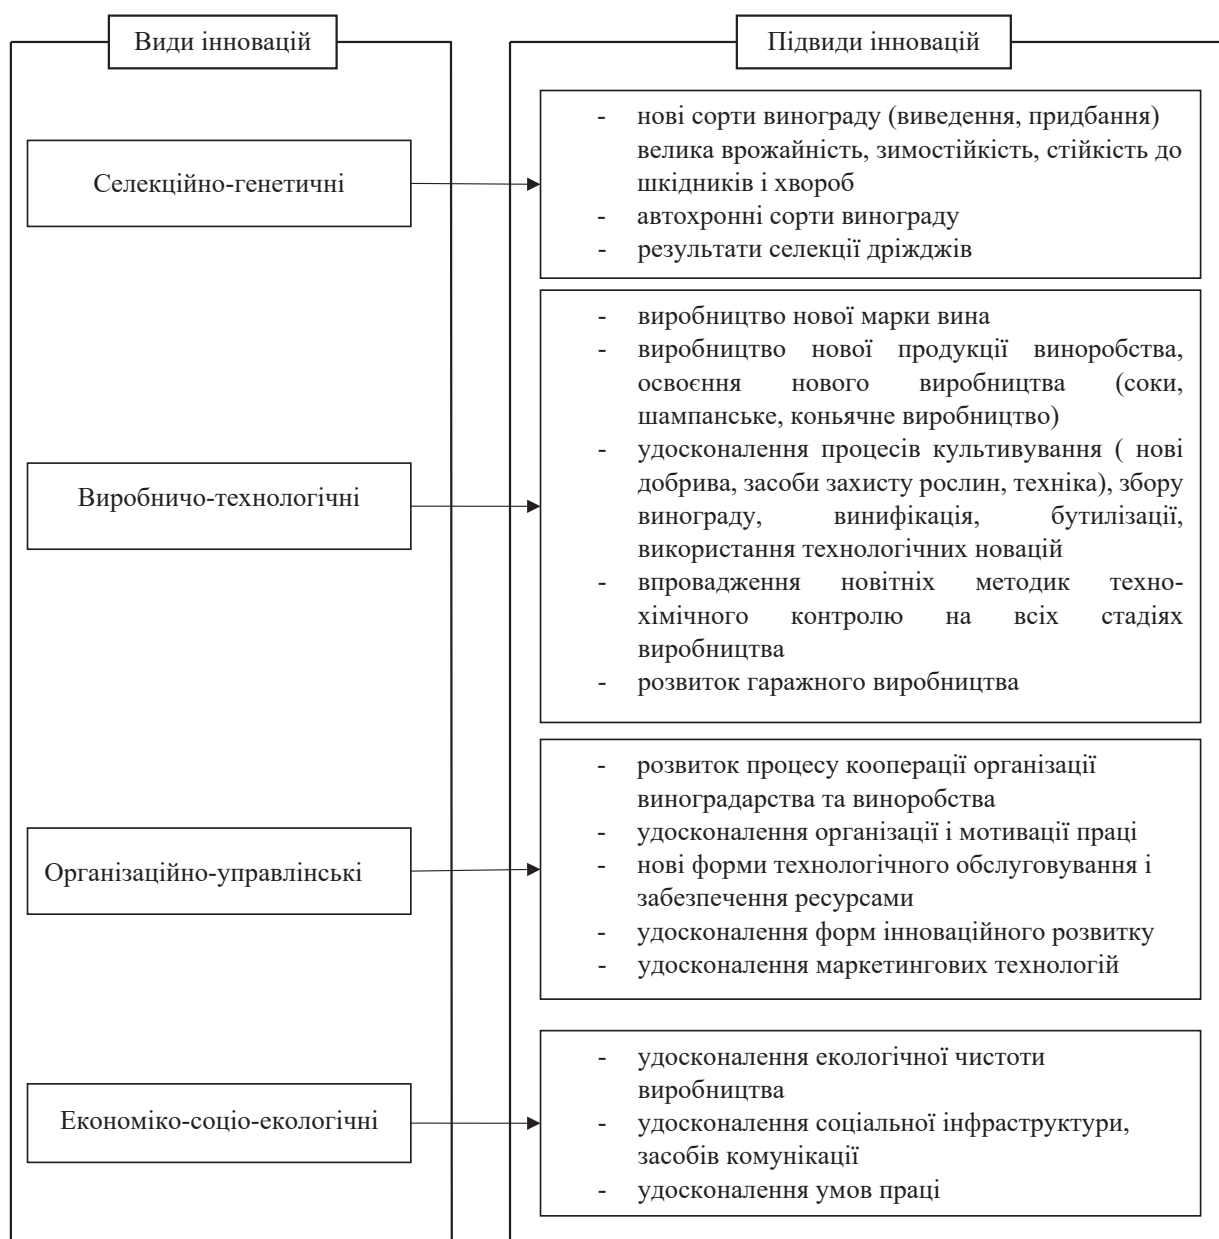 Види інновацій
Підвиди інновацій
Селекційно-генетичні
- нові сорти винограду (виведення, придбання)
велика врожайність, зимостійкість, стійкість до
шкідників і хвороб
- автохронні сорти винограду
- результати селекції дріжджів
Виробничо-технологічні
- виробництво нової марки вина
- виробництво нової продукції виноробства,
освоєння нового виробництва (соки,
шампанське, коньячне виробництво)
- удосконалення процесів культивування ( нові
добрива, засоби захисту рослин, техніка), збору
винограду, винифікація, бутилізації,
використання технологічних новацій
- впровадження новітніх методик техно-
хімічного контролю на всіх стадіях
виробництва
- розвиток гаражного виробництва
Організаційно-управлінські
- розвиток процесу кооперації організації
виноградарства та виноробства
- удосконалення організації і мотивації праці
- нові форми технологічного обслуговування і
забезпечення ресурсами
- удосконалення форм інноваційного розвитку
- удосконалення маркетингових технологій
Економіко-соціо-екологічні
- удосконалення екологічної чистоти
виробництва
- удосконалення соціальної інфраструктури,
засобів комунікації
- удосконалення умов праці